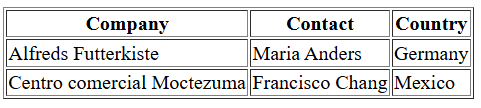 Company Contact Country
Alfreds Futterkiste Maria Anders Germany
Centro comercial Moctezuma Francisco Chang Mexico